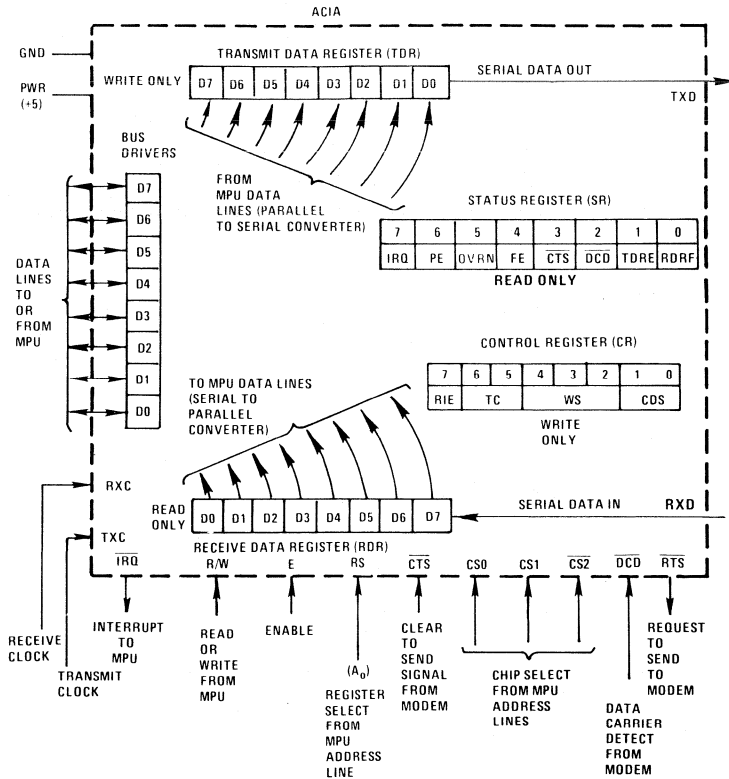 ACIA
GND
PWR
(+5)
TRANSMIT DATA REGISTER (TDR)
WRITE ONLY
D7 D6 D5 D4 D3 D2 D1 D0
SERIAL DATA OUT
TXD
BUS
DRIVERS
D7
D6
D5
D4
D3
D2
D1
D0
DATA
LINES
TO
OR
FROM
MPU
FROM
MPU DATA
LINES (PARALLEL
TO SERIAL CONVERTER)
STATUS REGISTER (SR)
7 6 5 4 3 2 1 0
IRQ PE OVRN FE C̅T̅S̅ D̅C̅D̅ TDRE RDRF
READ ONLY
CONTROL REGISTER (CR)
7 6 5 4 3 2 1 0
RIE TC WS CDS
WRITE
ONLY
TO MPU DATA LINES
(SERIAL TO
PARALLEL
CONVERTER)
RXC
TXC
READ
ONLY
D0 D1 D2 D3 D4 D5 D6 D7
SERIAL DATA IN
RXD
RECEIVE DATA REGISTER (RDR)
I̅R̅Q̅ R/W E RS C̅T̅S̅ CS0 CS1 C̅S̅2̅ D̅C̅D̅ R̅T̅S̅
RECEIVE
CLOCK
TRANSMIT
CLOCK
INTERRUPT
TO
MPU
READ
OR
WRITE
FROM
MPU
ENABLE
(A₀)
REGISTER
SELECT
FROM
MPU
ADDRESS
LINE
CLEAR
TO
SEND
SIGNAL
FROM
MODEM
CHIP SELECT
FROM MPU
ADDRESS
LINES
DATA
CARRIER
DETECT
FROM
MODEM
REQUEST
TO
SEND
TO
MODEM